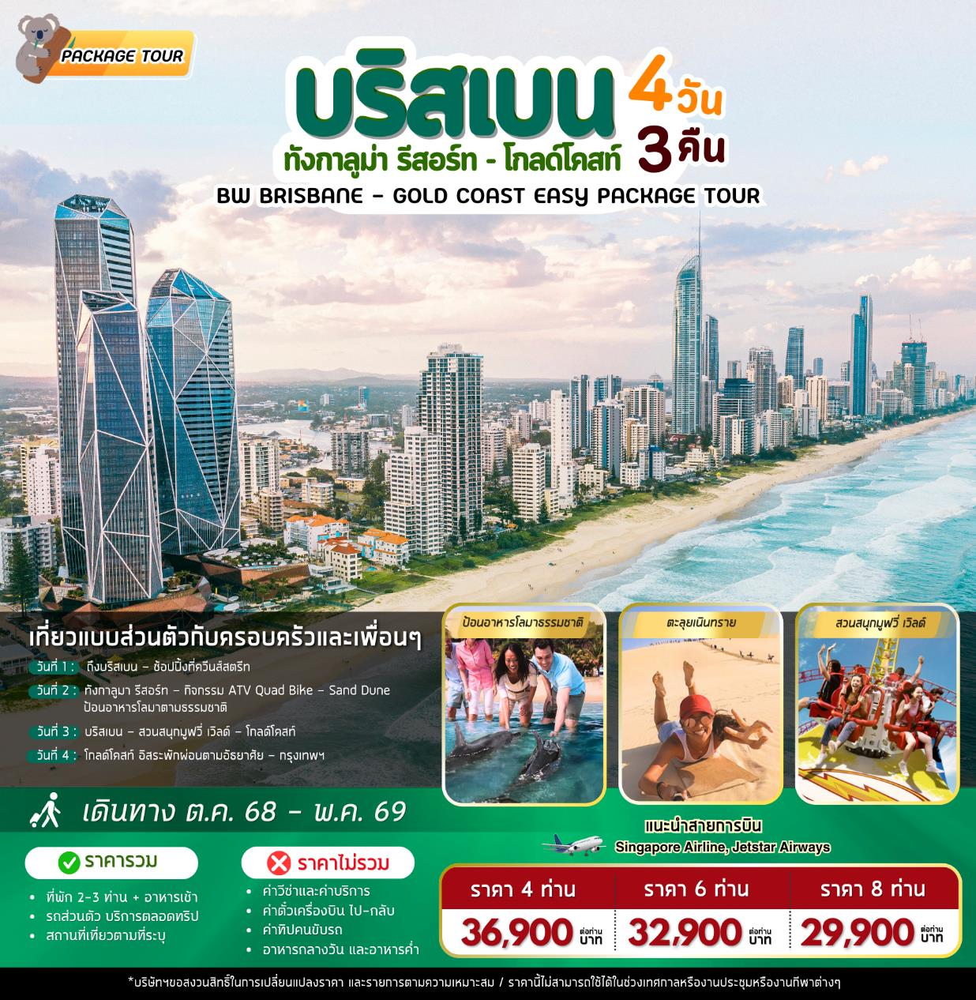 PACKAGE TOUR
บริสเบน 4 วัน
3 คืน
ทังกาลูม่า รีสอร์ท - โกลด์โคสท์
BW BRISBANE – GOLD COAST EASY PACKAGE TOUR
เที่ยวแบบส่วนตัวกับครอบครัวและเพื่อนๆ
วันที่ 1 : ถึงบริสเบน – ช้อปปิ้งที่ควีนส์สตรีท
วันที่ 2 : ทังกาลูมา รีสอร์ท – กิจกรรม ATV Quad Bike – Sand Dune
ป้อนอาหารโลมาตามธรรมชาติ
วันที่ 3 : บริสเบน – สวนสนุกมูฟวี่ เวิลด์ – โกลด์โคสท์
วันที่ 4 : โกลด์โคสท์ อิสระพักผ่อนตามอัธยาศัย – กรุงเทพฯ
ป้อนอาหารโลมาธรรมชาติ
ตะลุยเนินทราย
สวนสนุกมูฟวี่ เวิลด์
เดินทาง ต.ค. 68 - พ.ค. 69
แนะนำสายการบิน
Singapore Airline, Jetstar Airways
ราคารวม
• ที่พัก 2-3 ท่าน + อาหารเช้า
• รถส่วนตัว บริการตลอดทริป
• สถานที่เที่ยวตามที่ระบุ
ราคาไม่รวม
• ค่าวีซ่าและค่าบริการ
• ค่าตั๋วเครื่องบิน ไป-กลับ
• ค่าทิปคนขับรถ
• อาหารกลางวัน และอาหารค่ำ
ราคา 4 ท่าน
36,900 ต่อท่าน บาท
ราคา 6 ท่าน
32,900 ต่อท่าน บาท
ราคา 8 ท่าน
29,900 ต่อท่าน บาท
*บริษัทฯขอสงวนสิทธิ์ในการเปลี่ยนแปลงราคา และรายการตามความเหมาะสม / ราคานี้ไม่สามารถใช้ได้ในช่วงเทศกาลหรืองานประชุมหรืองานกีฬาต่างๆ